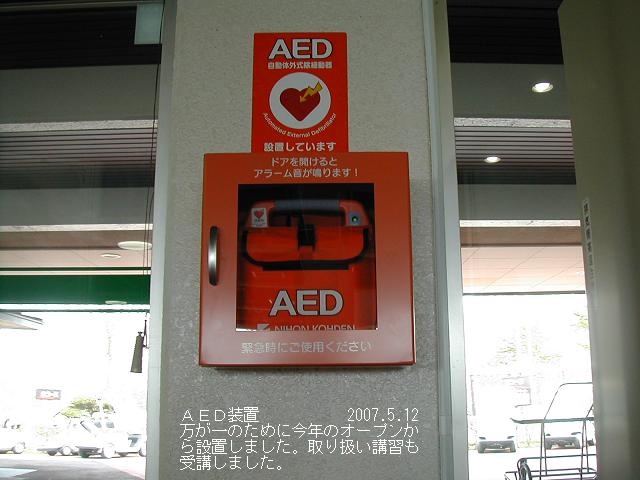 AED
自動体外式除細動器
Automated External Defibrillator
設置しています
ドアを開けると
アラーム音が鳴ります！
AED
NIHON KOHDEN
緊急時にご使用ください
ＡＥＤ装置 2007.5.12
万が一のために今年のオープンか
ら設置しました。取り扱い講習も
受講しました。